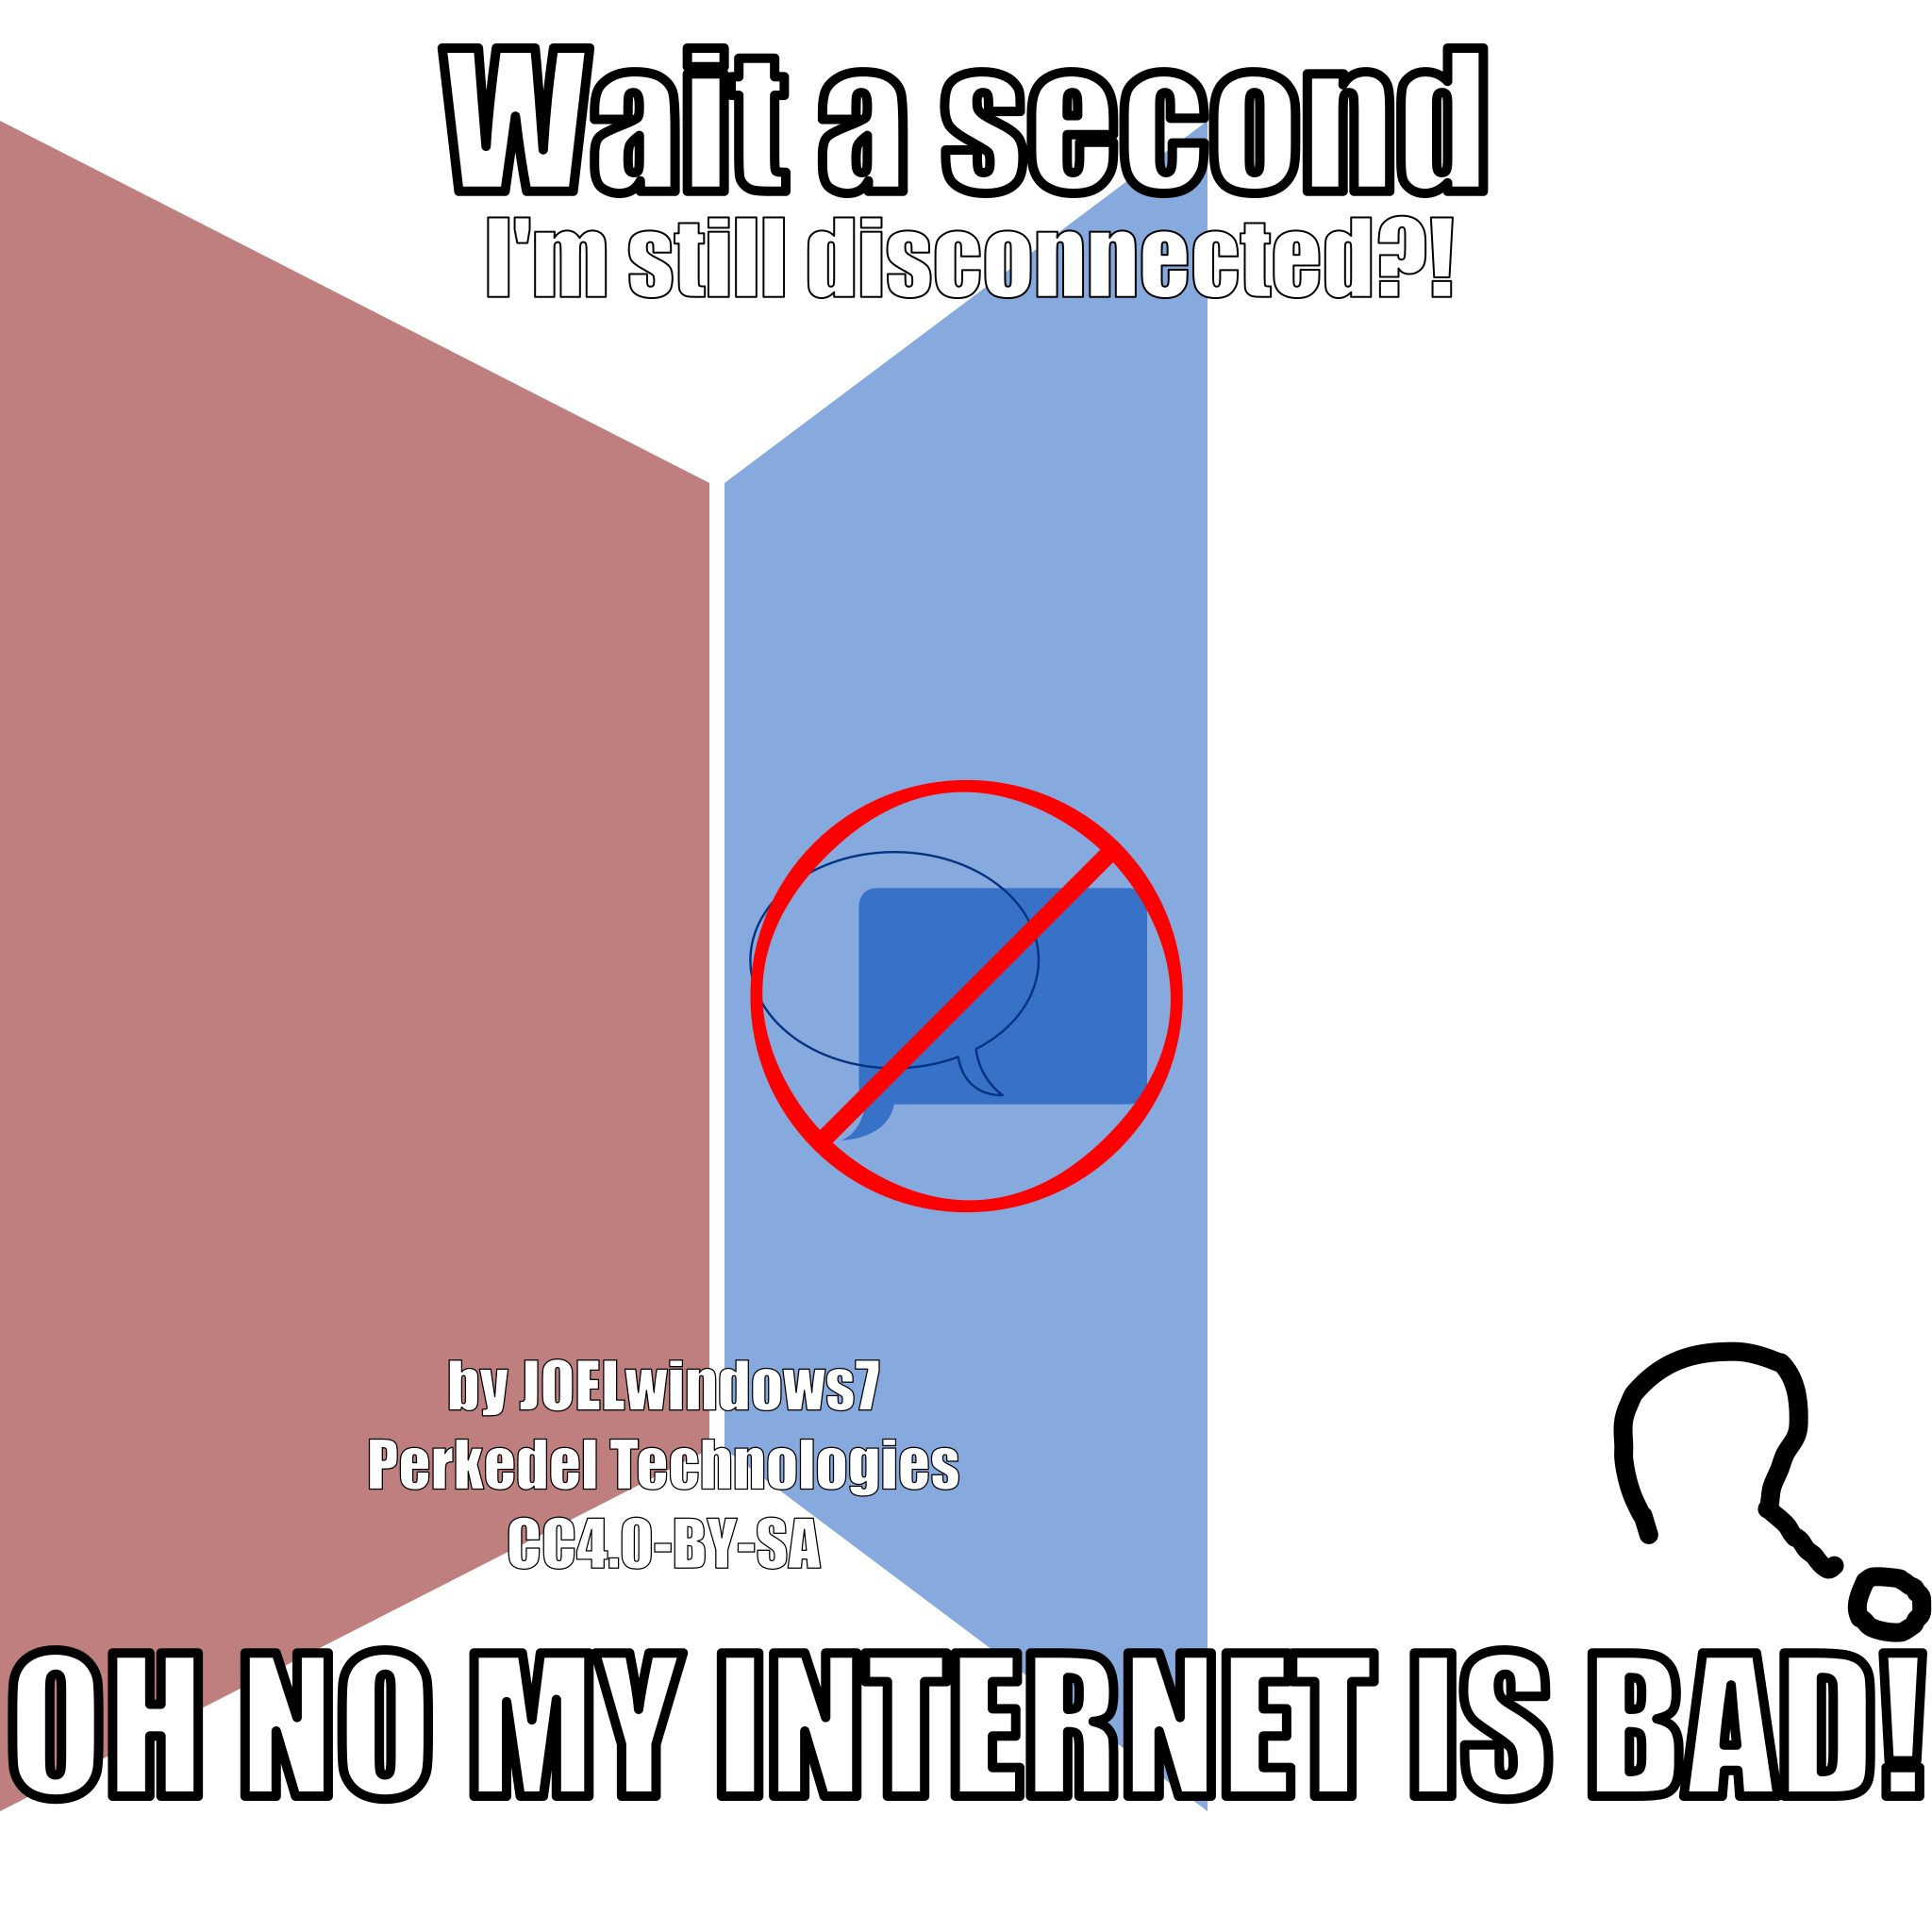 Wait a second
I'm still disconnected?!
by JOELwindows7
Perkedel Technologies
CC4.0-BY-SA
OH NO MY INTERNET IS BAD!